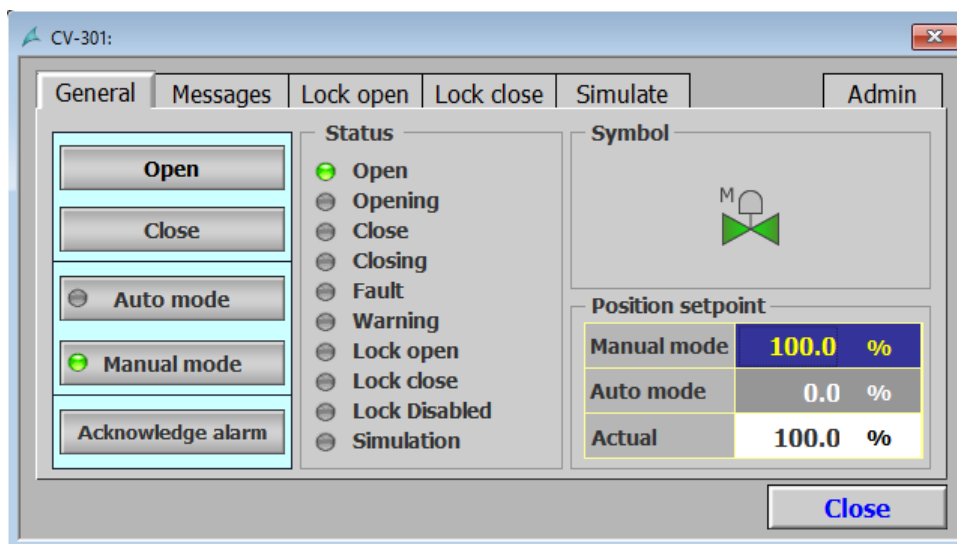 CV-301:
General Messages Lock open Lock close Simulate Admin
Open
Close
Auto mode
Manual mode
Acknowledge alarm
Status
Open
Opening
Close
Closing
Fault
Warning
Lock open
Lock close
Lock Disabled
Simulation
Symbol
M
Position setpoint
Manual mode 100.0 %
Auto mode 0.0 %
Actual 100.0 %
Close